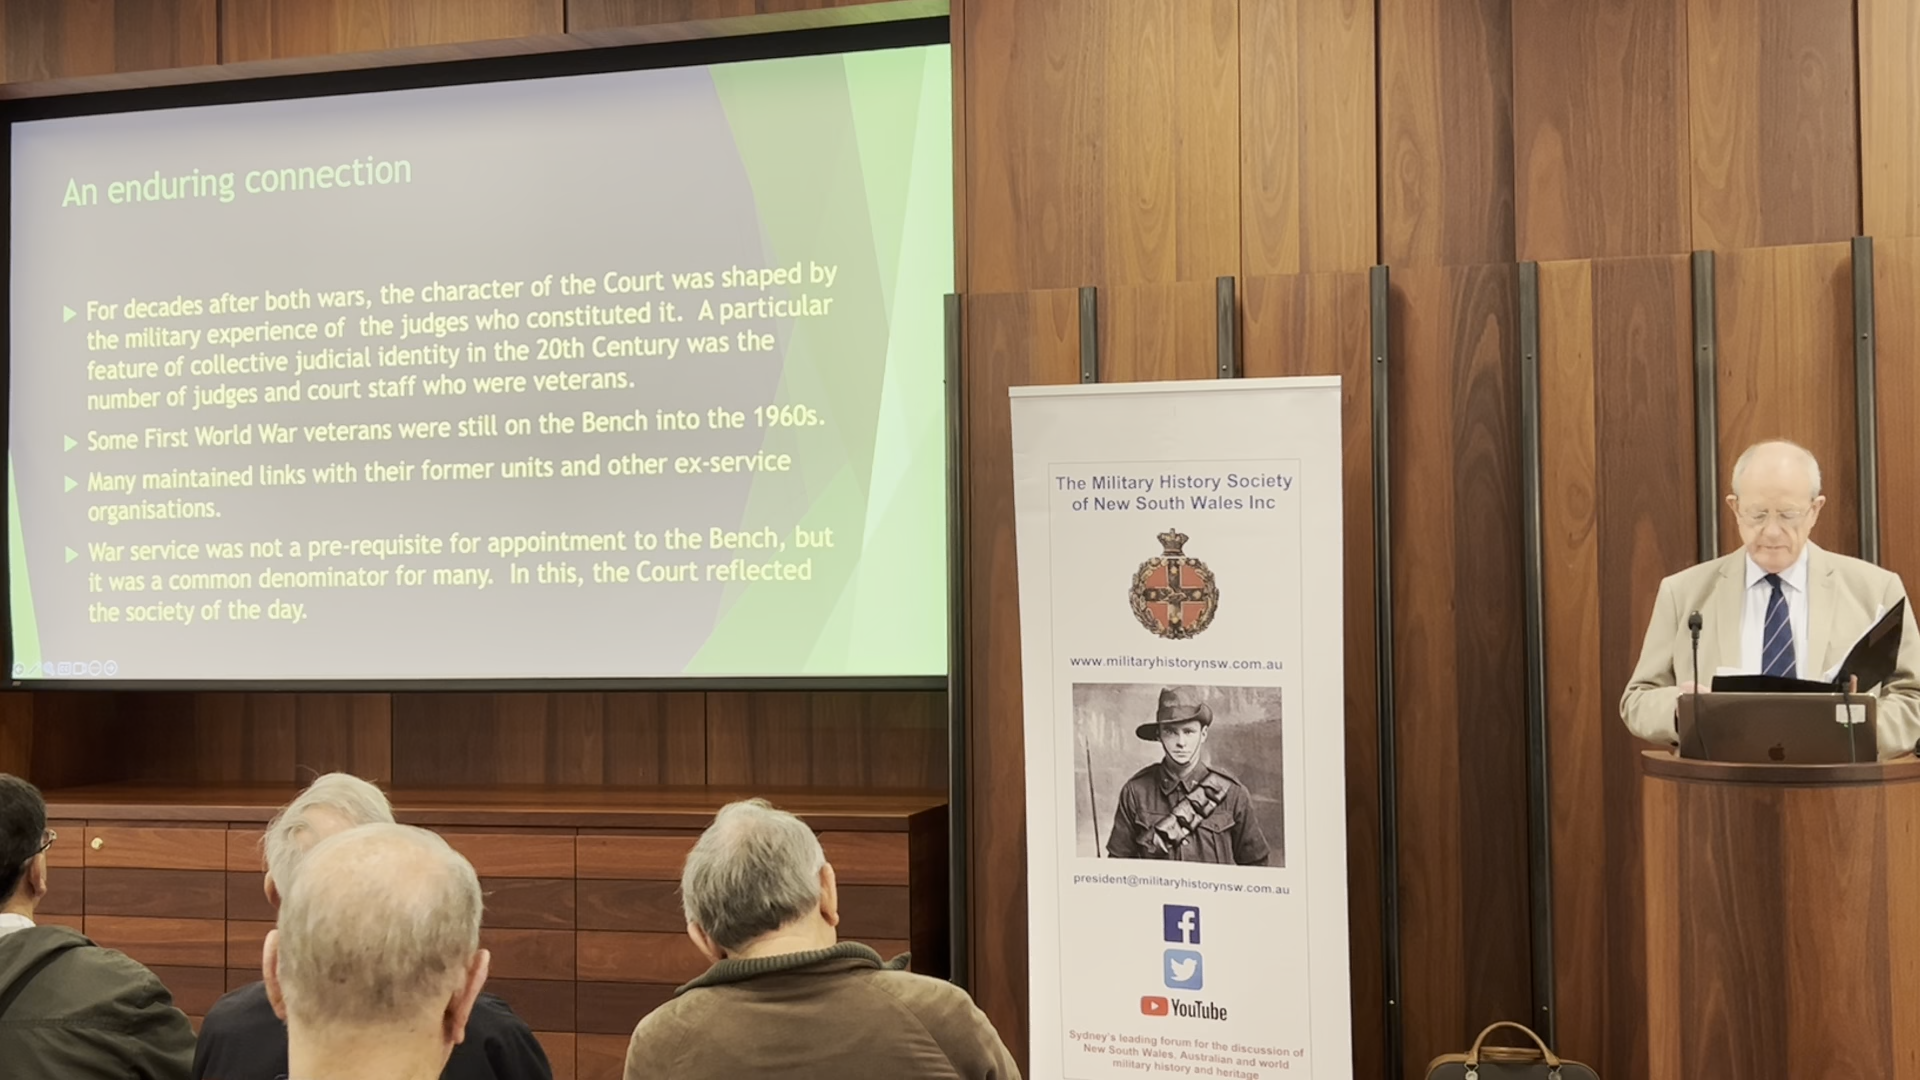 An enduring connection
For decades after both wars, the character of the Court was shaped by
the military experience of the judges who constituted it. A particular
feature of collective judicial identity in the 20th Century was the
number of judges and court staff who were veterans.
Some First World War veterans were still on the Bench into the 1960s.
Many maintained links with their former units and other ex-service
organisations.
War service was not a pre-requisite for appointment to the Bench, but
it was a common denominator for many. In this, the Court reflected
the society of the day.
The Military History Society
of New South Wales Inc
www.militaryhistorynsw.com.au
president@militaryhistorynsw.com.au
YouTube
Sydney's leading forum for the discussion of
New South Wales, Australian and world
military history and heritage